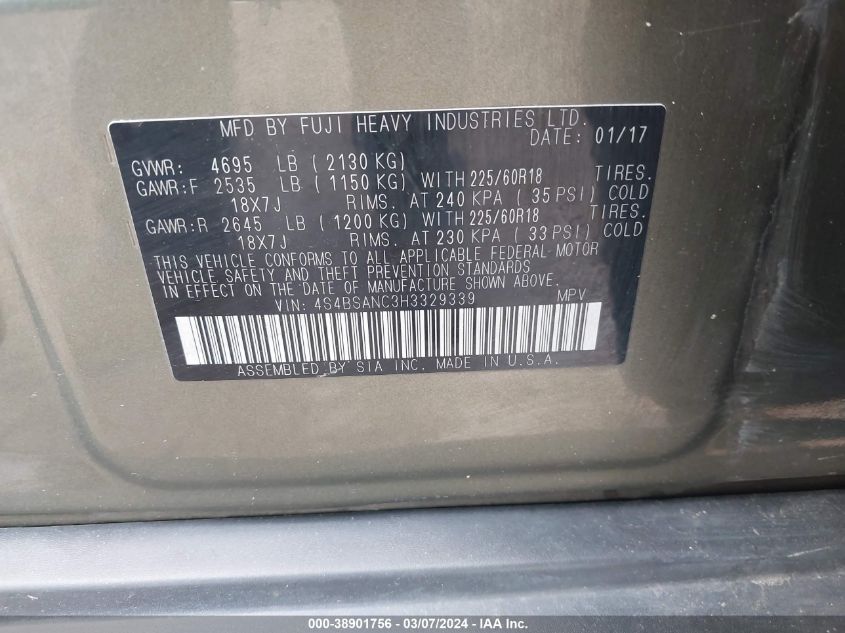 MFD BY FUJI HEAVY INDUSTRIES LTD.
DATE: 01/17
GVWR: 4695 LB ( 2130 KG)
GAWR:F 2535 LB ( 1150 KG) WITH 225/60R18 TIRES.
18X7J RIMS. AT 240 KPA ( 35 PSI) COLD
GAWR:R 2645 LB ( 1200 KG) WITH 225/60R18 TIRES.
18X7J RIMS. AT 230 KPA ( 33 PSI) COLD
THIS VEHICLE CONFORMS TO ALL APPLICABLE FEDERAL-MOTOR
VEHICLE SAFETY AND THEFT PREVENTION STANDARDS
IN EFFECT ON THE DATE OF MANUFACTURE SHOWN ABOVE.
VIN: 4S4BSANC3H3329339 MPV
ASSEMBLED BY SIA INC. MADE IN U.S.A.
000-38901756 - 03/07/2024 - IAA Inc.